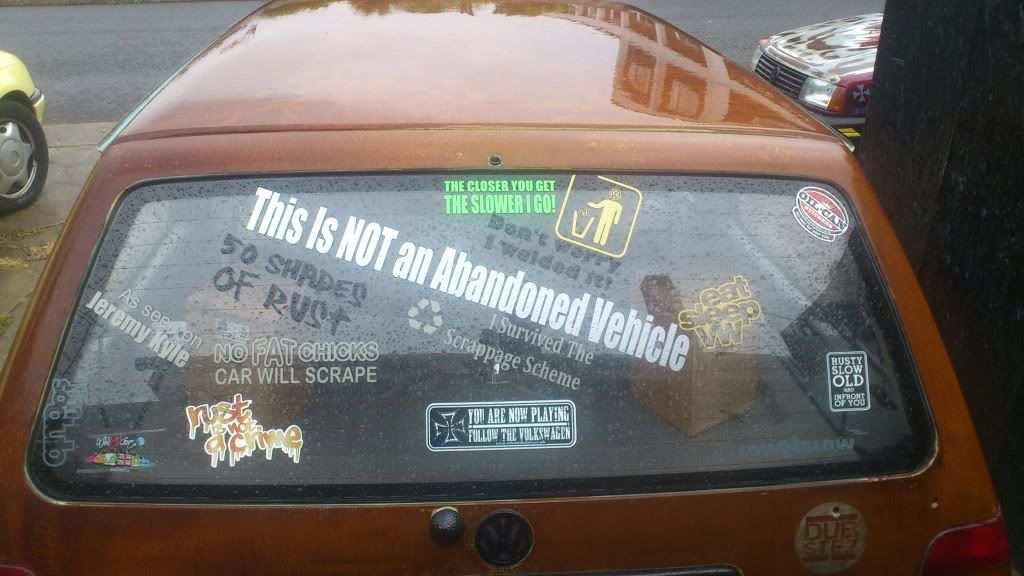 THE CLOSER YOU GET
THE SLOWER I GO!
This Is NOT an Abandoned Vehicle
Don't worry
I welded it!
50 SHADES
OF RUST
As seen on
Jeremy Kyle
NO FAT CHICKS
CAR WILL SCRAPE
I Survived The
Scrappage Scheme
eat
sleep
VW
RUSTY
SLOW
OLD
AND
INFRONT
OF YOU
rust
is not
a crime
YOU ARE NOW PLAYING
FOLLOW THE VOLKSWAGEN
DUB
STEZ